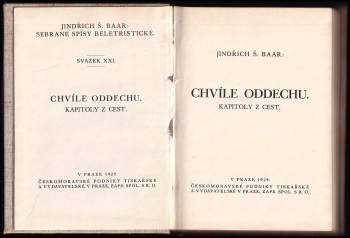 JINDŘICH Š. BAAR:
SEBRANÉ SPISY BELETRISTICKÉ.
SVAZEK XXI.
CHVÍLE ODDECHU.
KAPITOLY Z CEST.
V PRAZE 1926
ČESKOMORAVSKÉ PODNIKY TISKAŘSKÉ
A VYDAVATELSKÉ V PRAZE, ZAPS. SPOL. S R. O.
JINDŘICH Š. BAAR:
CHVÍLE ODDECHU.
KAPITOLY Z CEST.
V PRAZE 1926
ČESKOMORAVSKÉ PODNIKY TISKAŘSKÉ
A VYDAVATELSKÉ V PRAZE, ZAPS. SPOL. S R. O.